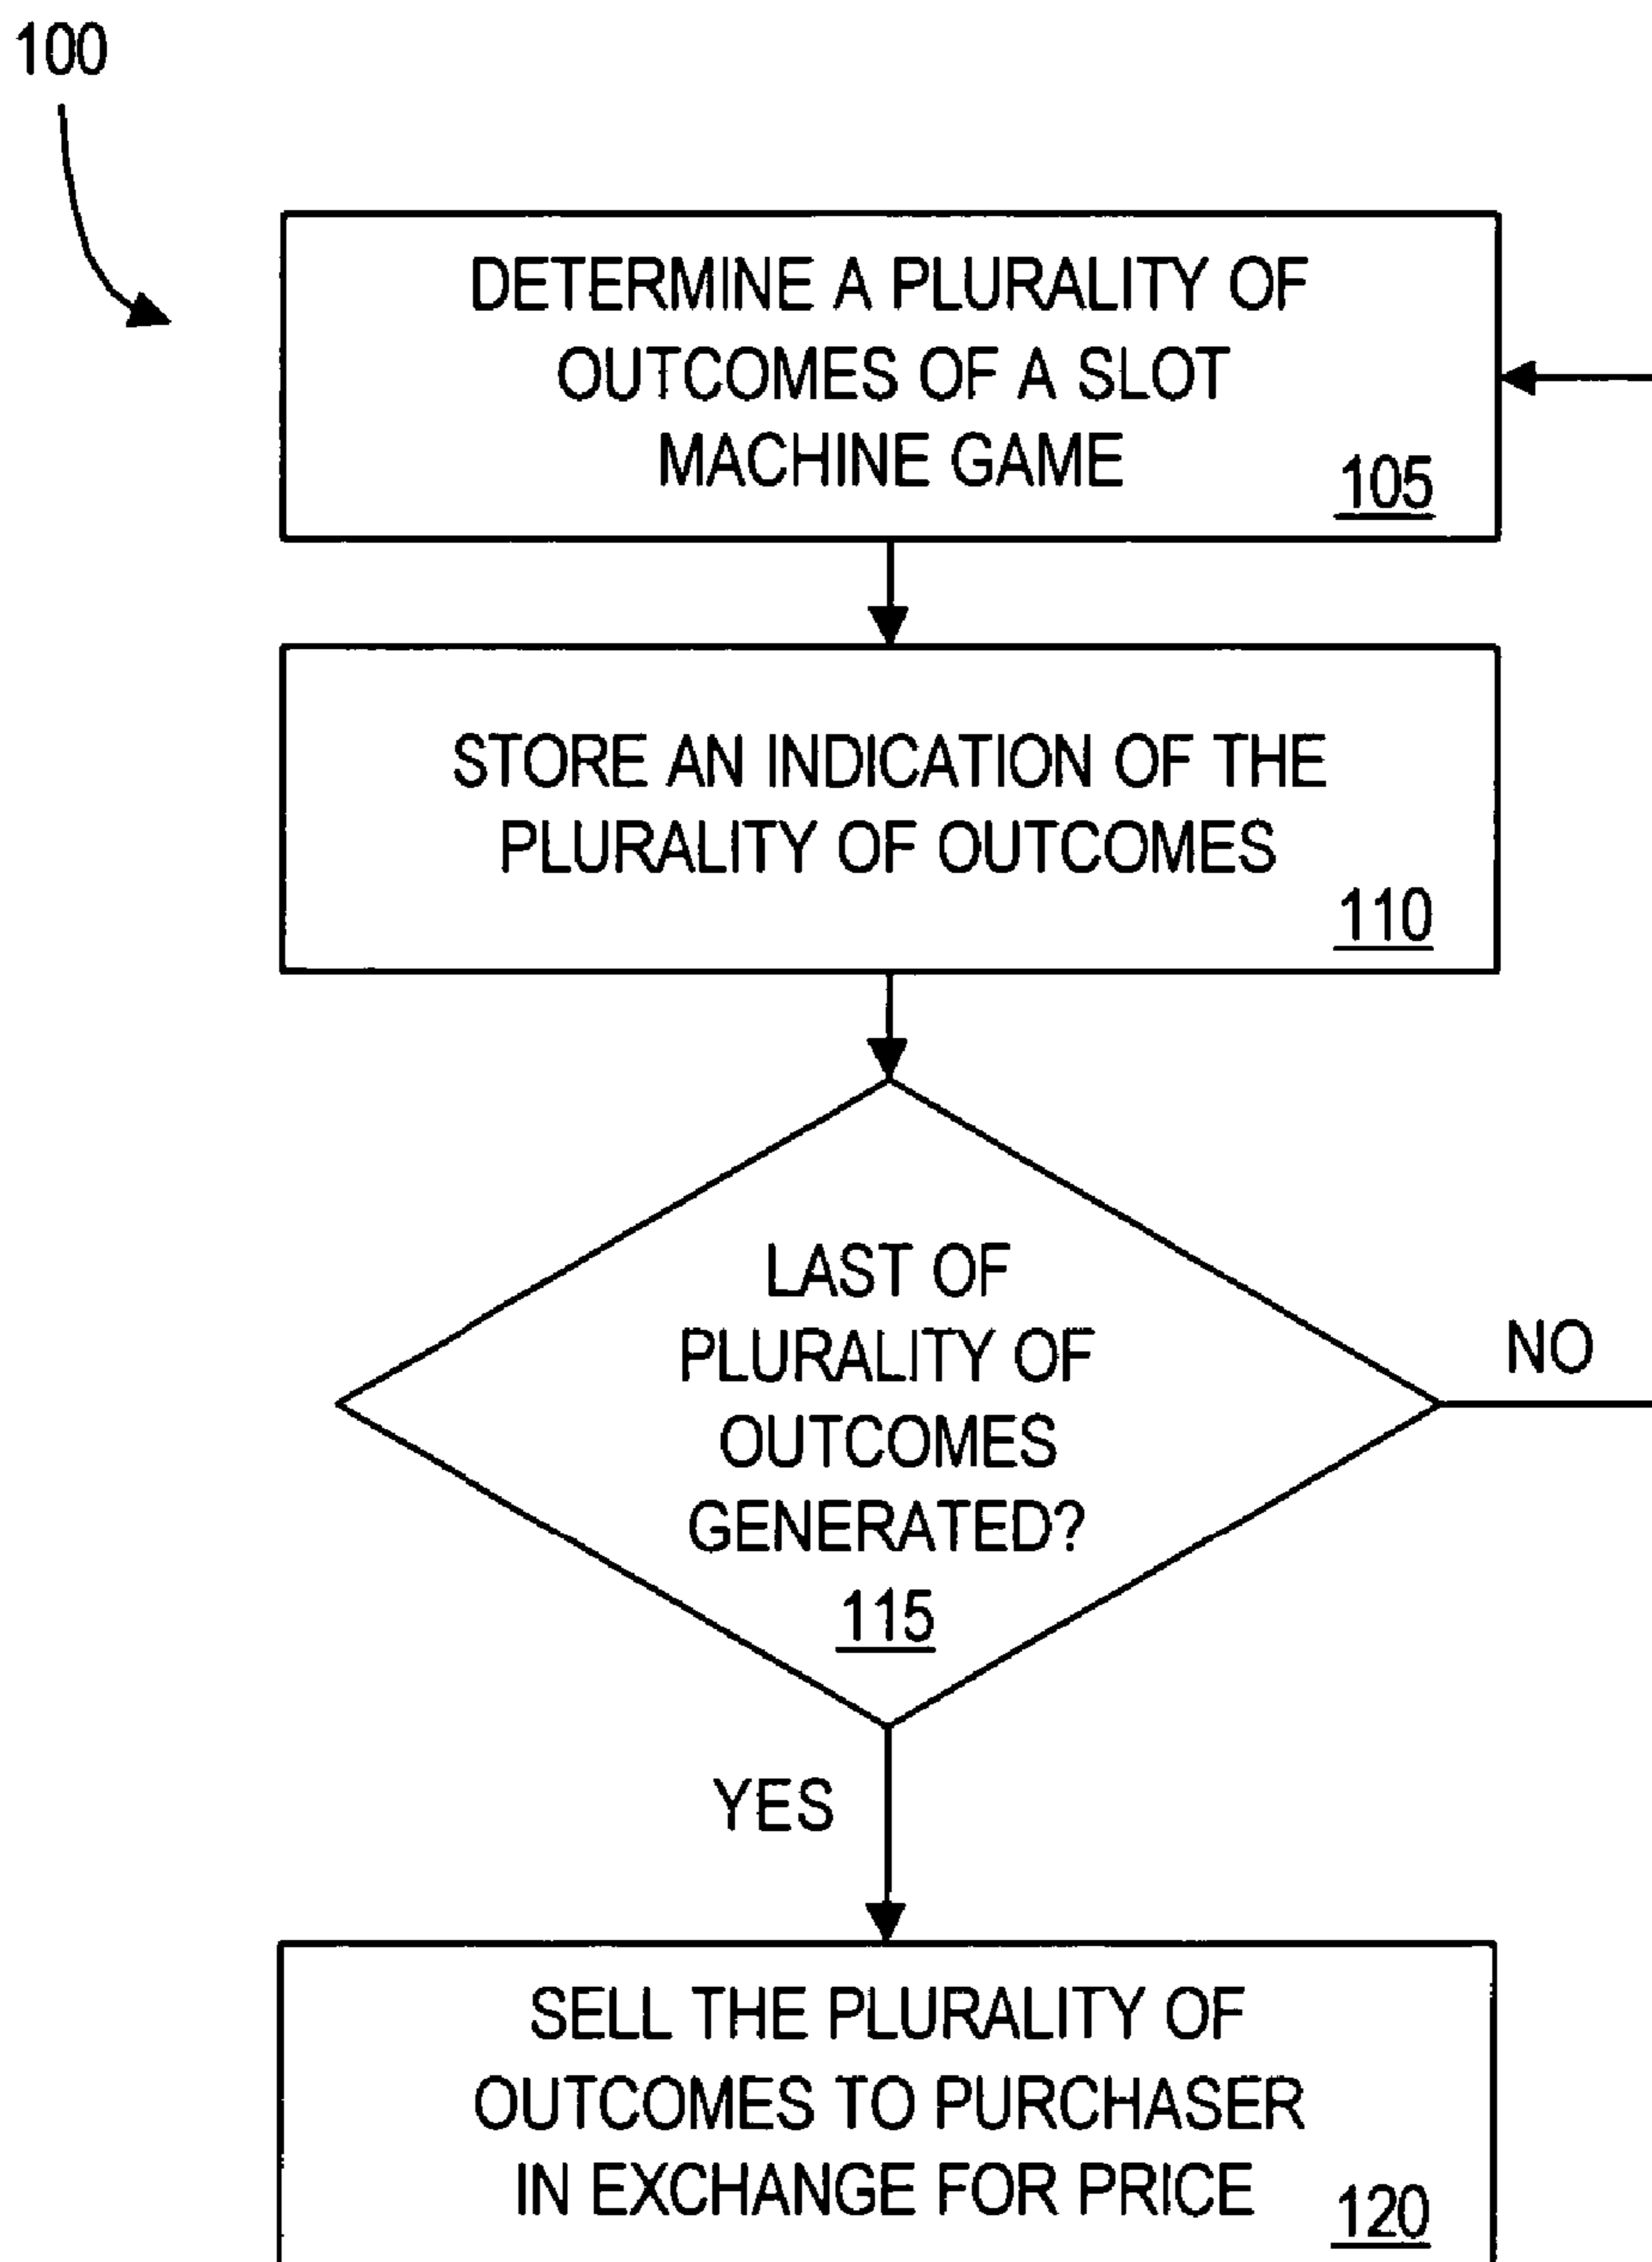 100
DETERMINE A PLURALITY OF
OUTCOMES OF A SLOT
MACHINE GAME
105
STORE AN INDICATION OF THE
PLURALITY OF OUTCOMES
110
LAST OF
PLURALITY OF
OUTCOMES
GENERATED?
115
NO
YES
SELL THE PLURALITY OF
OUTCOMES TO PURCHASER
IN EXCHANGE FOR PRICE
120